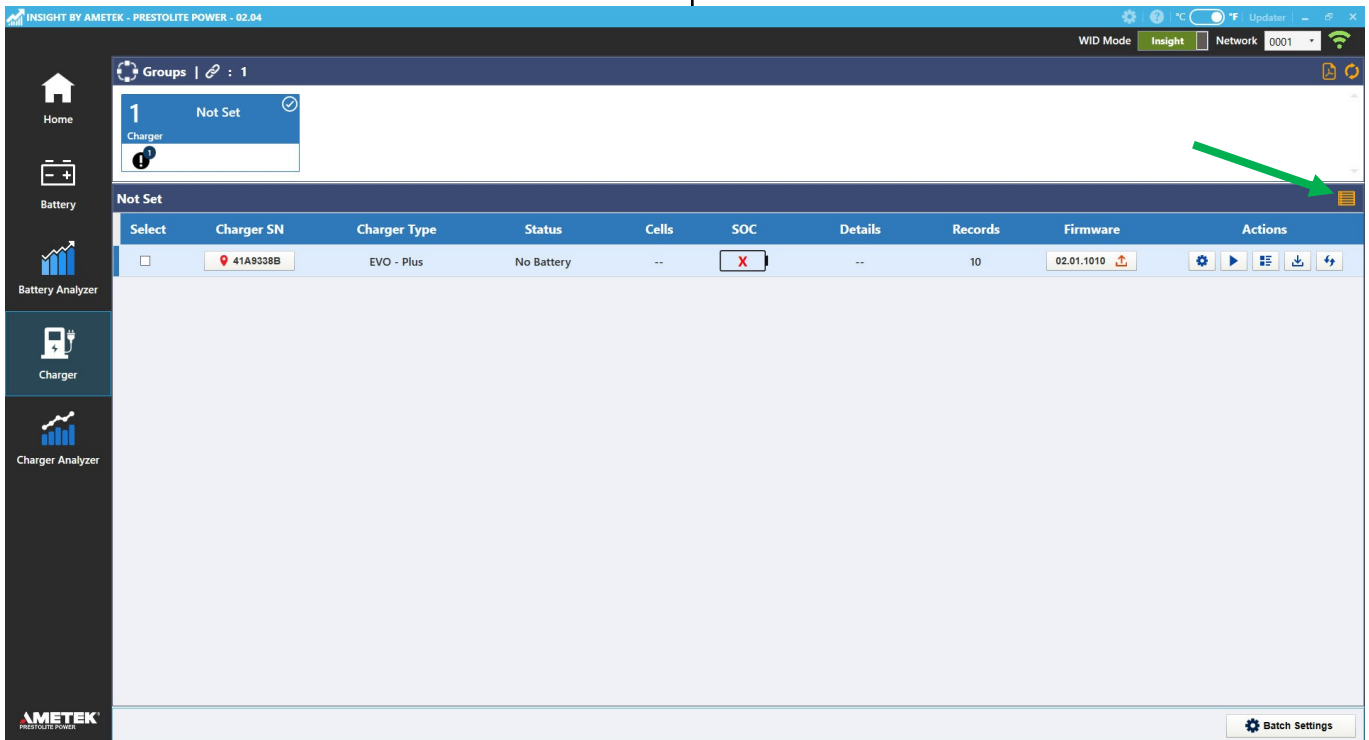 INSIGHT BY AMETEK - PRESTOLITE POWER - 02.04
°C °F Updater
WID Mode Insight Network 0001
Groups | : 1
1 Not Set
Charger
1
Home
Battery
Battery Analyzer
Charger
Charger Analyzer
Not Set
Select Charger SN Charger Type Status Cells SOC Details Records Firmware Actions
41A9338B EVO - Plus No Battery -- X -- 10 02.01.1010
AMETEK
PRESTOLITE POWER
Batch Settings